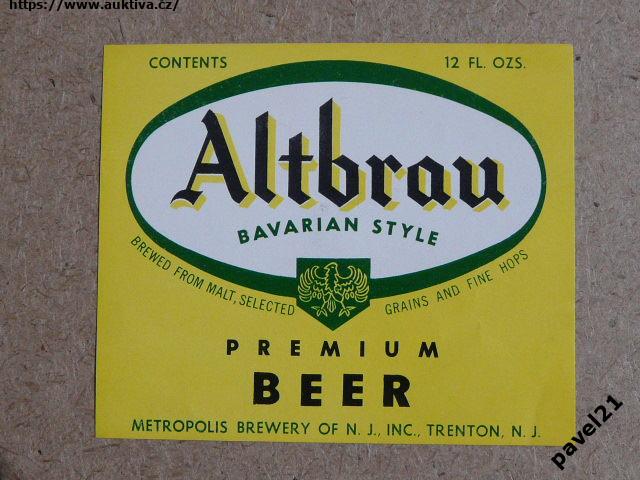 https://www.auktiva.cz/
CONTENTS 12 FL. OZS.
Altbrau
BAVARIAN STYLE
BREWED FROM MALT, SELECTED GRAINS AND FINE HOPS
PREMIUM
BEER
METROPOLIS BREWERY OF N. J., INC., TRENTON, N. J.
pavel21